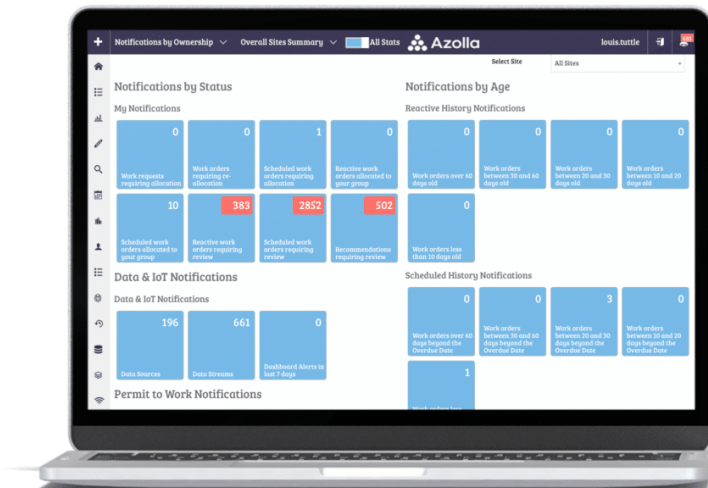 Notifications by Ownership
Overall Sites Summary
All Stats
Azolla
louis.tuttle
Select Site
All Sites
Notifications by Status
My Notifications
0
Work requests
requiring allocation
0
Work orders
requiring re-
allocation
1
Scheduled work
orders requiring
allocation
0
Reactive work
orders allocated to
your group
10
Scheduled work
orders allocated to
your group
383
Reactive work
orders requiring
review
2852
Scheduled work
orders requiring
review
502
Recommendations
requiring review
Data & IoT Notifications
Data & IoT Notifications
196
Data Sources
661
Data Streams
0
Dashboard Alerts in
last 7 days
Permit to Work Notifications
Notifications by Age
Reactive History Notifications
0
Work orders over 60
days old
0
Work orders
between 30 and 60
days old
0
Work orders
between 20 and 30
days old
0
Work orders
between 10 and 20
days old
0
Work orders less
than 10 days old
Scheduled History Notifications
0
Work orders over 60
days beyond the
Overdue Date
0
Work orders
between 30 and 60
days beyond the
Overdue Date
3
Work orders
between 20 and 30
days beyond the
Overdue Date
0
Work orders
between 10 and 20
days beyond the
Overdue Date
1